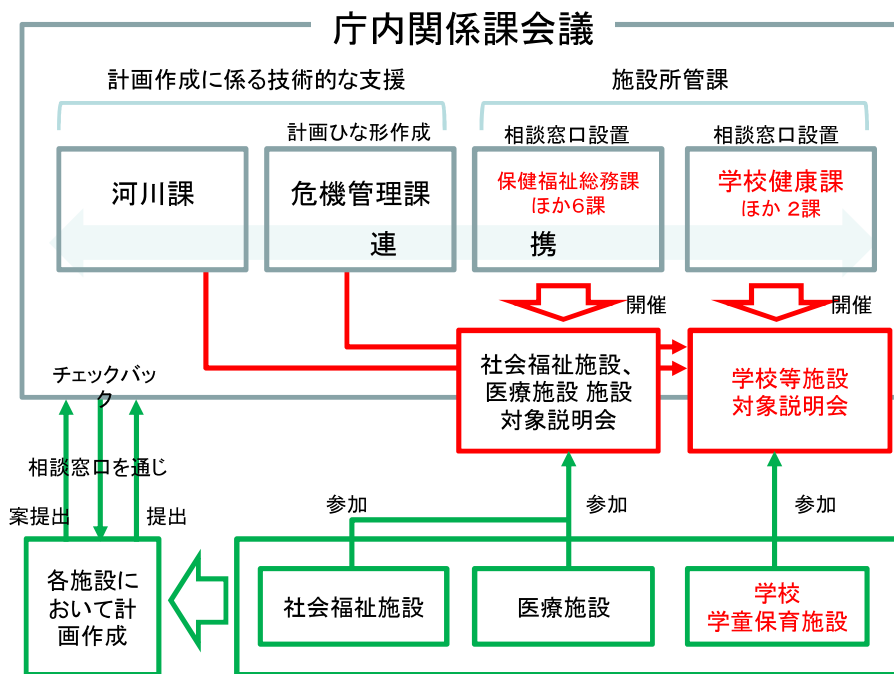 庁内関係課会議
計画作成に係る技術的な支援
施設所管課
計画ひな形作成
相談窓口設置
相談窓口設置
河川課
危機管理課
保健福祉総務課
ほか6課
学校健康課
ほか 2課
連 携
開催
開催
社会福祉施設、
医療施設 施設
対象説明会
学校等施設
対象説明会
チェックバッ
ク
相談窓口を通じ
案提出
提出
参加
参加
参加
各施設に
おいて計
画作成
社会福祉施設
医療施設
学校
学童保育施設